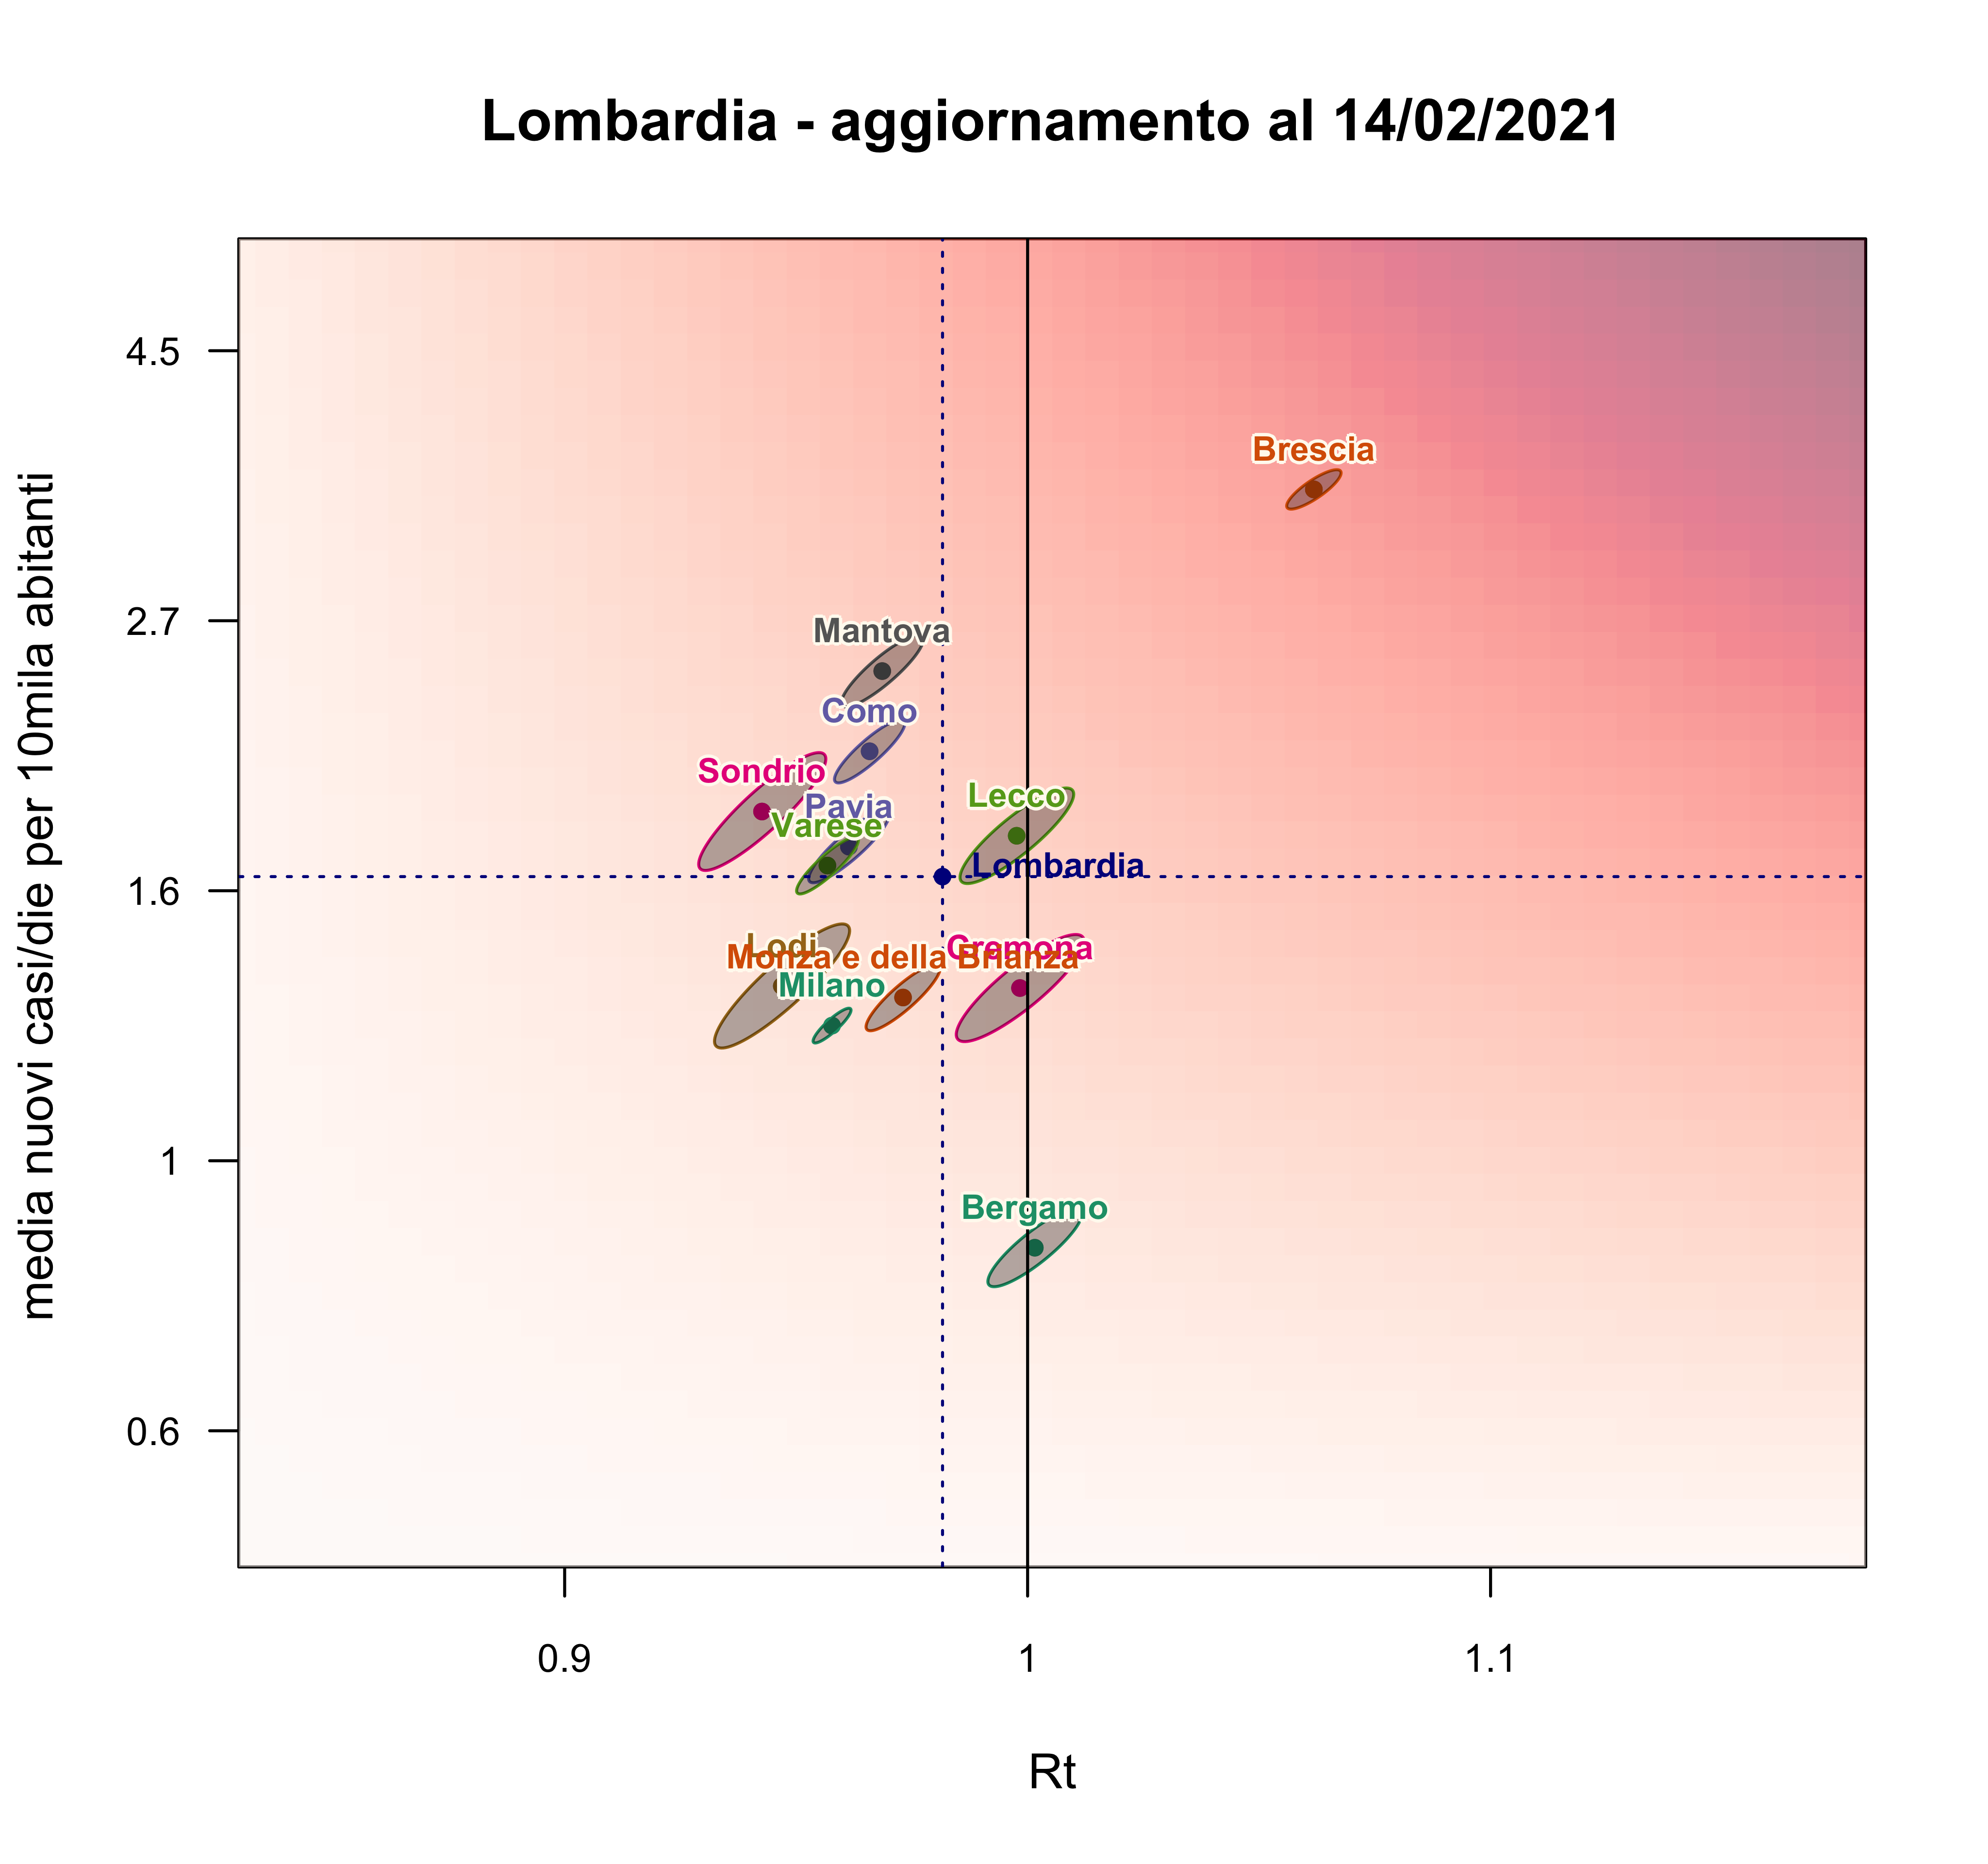 Lombardia - aggiornamento al 14/02/2021
media nuovi casi/die per 10mila abitanti
4.5
2.7
1.6
1
0.6
Brescia
Mantova
Como
Sondrio
Lecco
Pavia
Varese
Lombardia
Lodi
Cremona
Monza e della Brianza
Milano
Bergamo
0.9
1
1.1
Rt